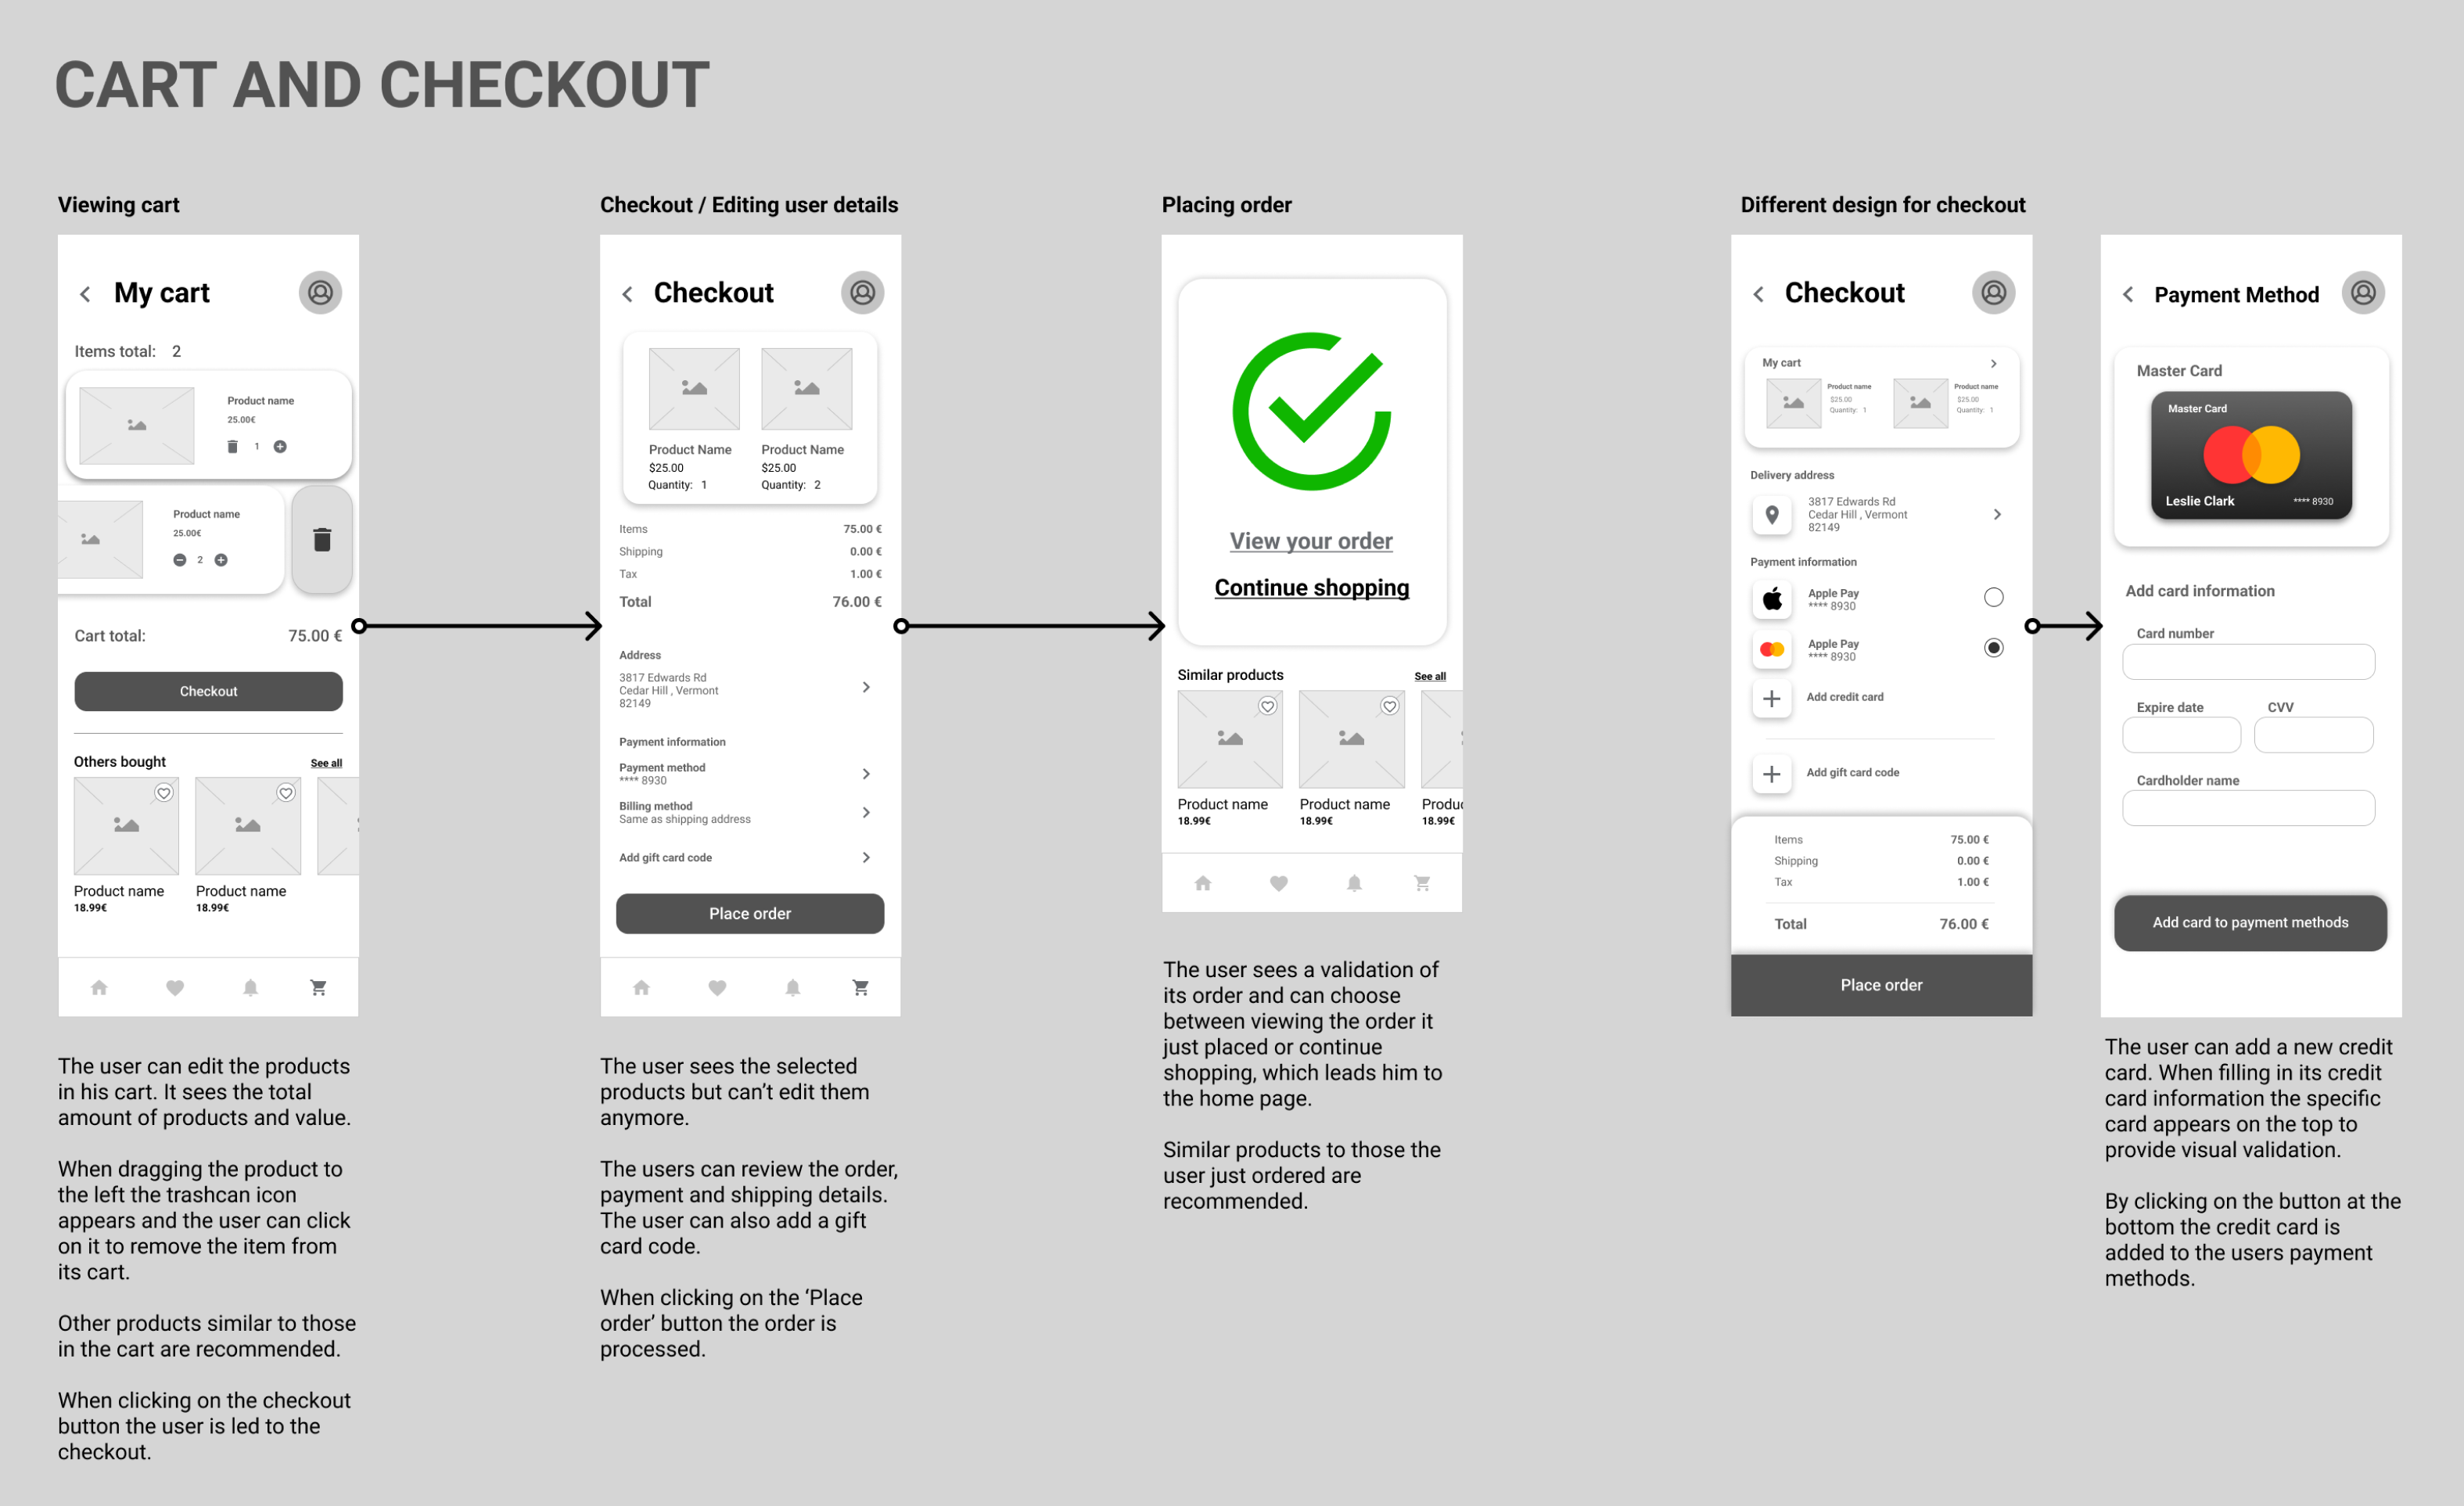 CART AND CHECKOUT
Viewing cart
My cart
Items total: 2
Product name
25.00€
1
Product name
25.00€
2
Cart total: 75.00 €
Checkout
Others bought See all
Product name Product name
18.99€ 18.99€
The user can edit the products
in his cart. It sees the total
amount of products and value.
When dragging the product to
the left the trashcan icon
appears and the user can click
on it to remove the item from
its cart.
Other products similar to those
in the cart are recommended.
When clicking on the checkout
button the user is led to the
checkout.
Checkout / Editing user details
Checkout
Product Name Product Name
$25.00 $25.00
Quantity: 1 Quantity: 2
Items 75.00 €
Shipping 0.00 €
Tax 1.00 €
Total 76.00 €
Address
3817 Edwards Rd
Cedar Hill , Vermont
82149
Payment information
Payment method
**** 8930
Billing method
Same as shipping address
Add gift card code
Place order
The user sees the selected
products but can’t edit them
anymore.
The users can review the order,
payment and shipping details.
The user can also add a gift
card code.
When clicking on the ‘Place
order’ button the order is
processed.
Placing order
View your order
Continue shopping
Similar products See all
Product name Product name Produc
18.99€ 18.99€ 18.99€
The user sees a validation of
its order and can choose
between viewing the order it
just placed or continue
shopping, which leads him to
the home page.
Similar products to those the
user just ordered are
recommended.
Different design for checkout
Checkout
My cart
Product name Product name
$25.00 $25.00
Quantity: 1 Quantity: 1
Delivery address
3817 Edwards Rd
Cedar Hill , Vermont
82149
Payment information
Apple Pay
**** 8930
Apple Pay
**** 8930
Add credit card
Add gift card code
Items 75.00 €
Shipping 0.00 €
Tax 1.00 €
Total 76.00 €
Place order
Payment Method
Master Card
Master Card
Leslie Clark **** 8930
Add card information
Card number
Expire date CVV
Cardholder name
Add card to payment methods
The user can add a new credit
card. When filling in its credit
card information the specific
card appears on the top to
provide visual validation.
By clicking on the button at the
bottom the credit card is
added to the users payment
methods.